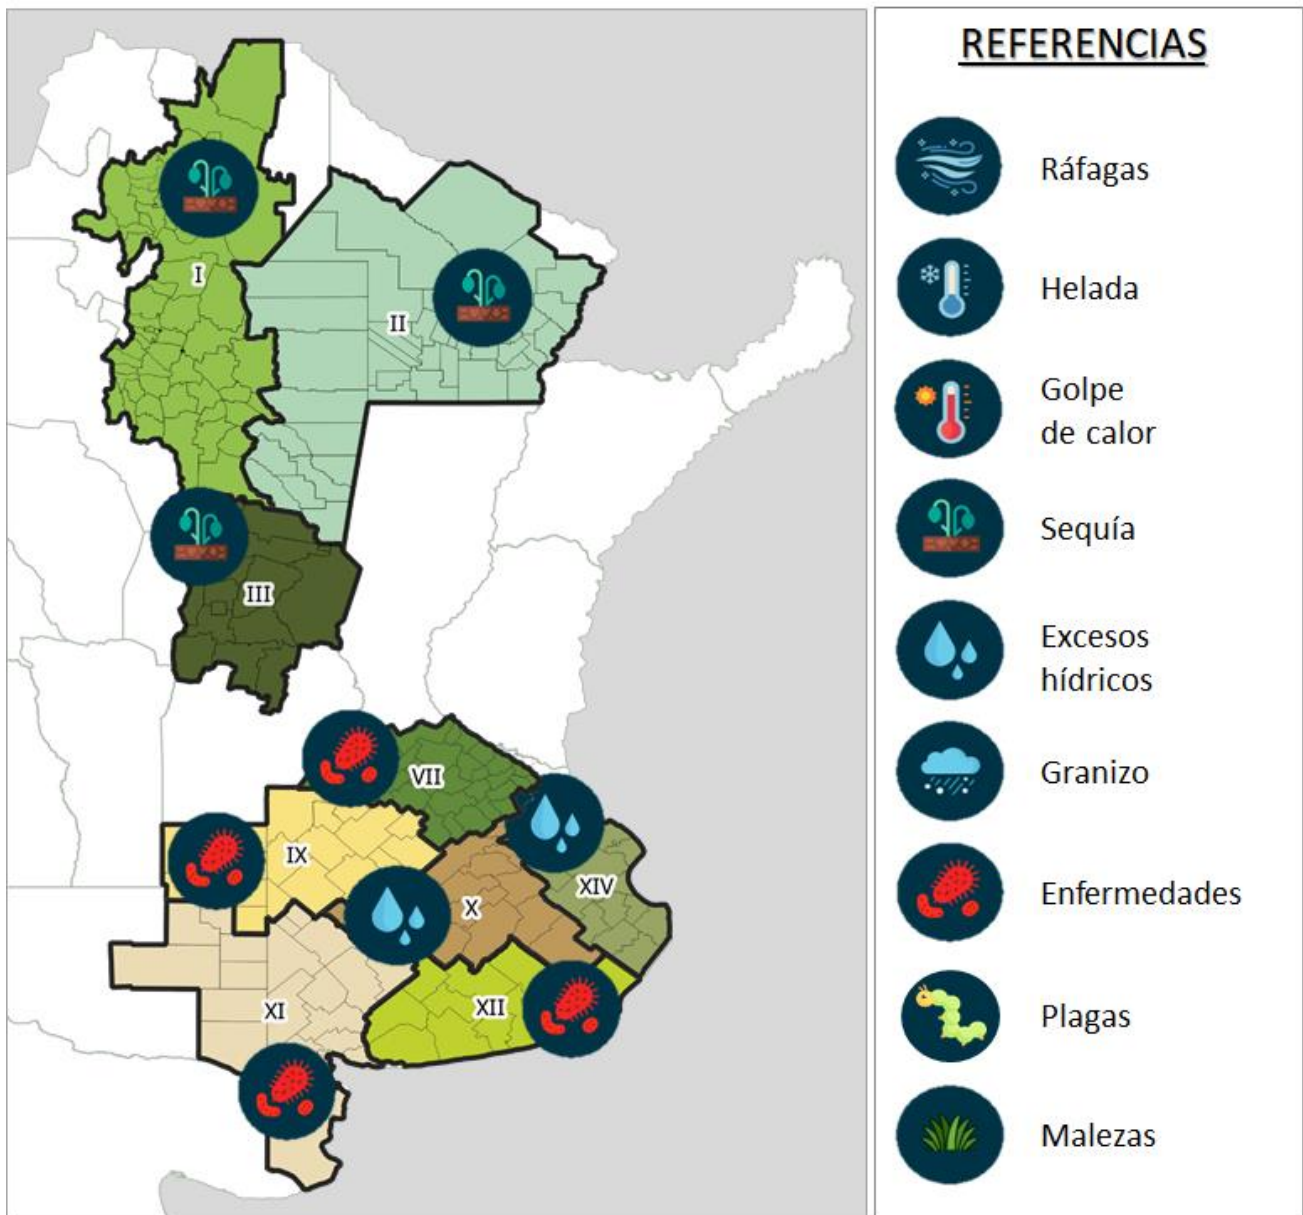 REFERENCIAS
Ráfagas
Helada
Golpe
de calor
Sequía
Excesos
hídricos
Granizo
Enfermedades
Plagas
Malezas
I
II
III
VII
IX
X
XIV
XI
XII